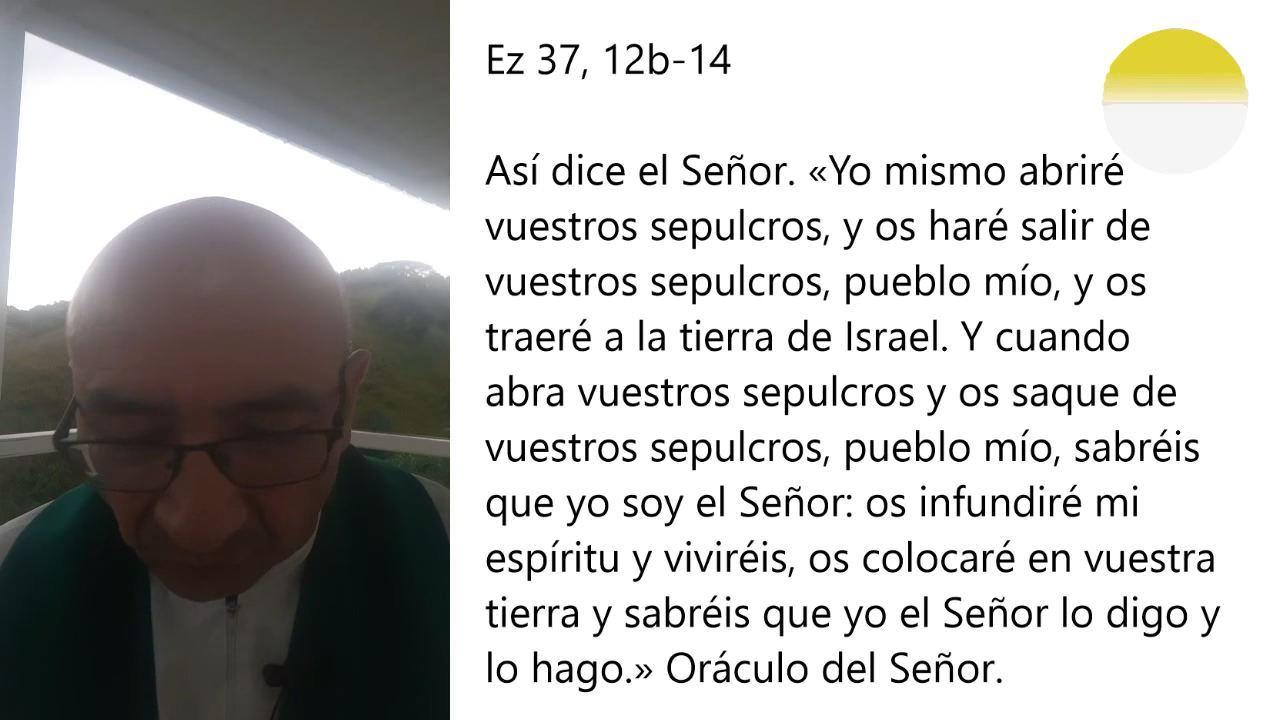 Ez 37, 12b-14
Así dice el Señor. «Yo mismo abriré
vuestros sepulcros, y os haré salir de
vuestros sepulcros, pueblo mío, y os
traeré a la tierra de Israel. Y cuando
abra vuestros sepulcros y os saque de
vuestros sepulcros, pueblo mío, sabréis
que yo soy el Señor: os infundiré mi
espíritu y viviréis, os colocaré en vuestra
tierra y sabréis que yo el Señor lo digo y
lo hago.» Oráculo del Señor.